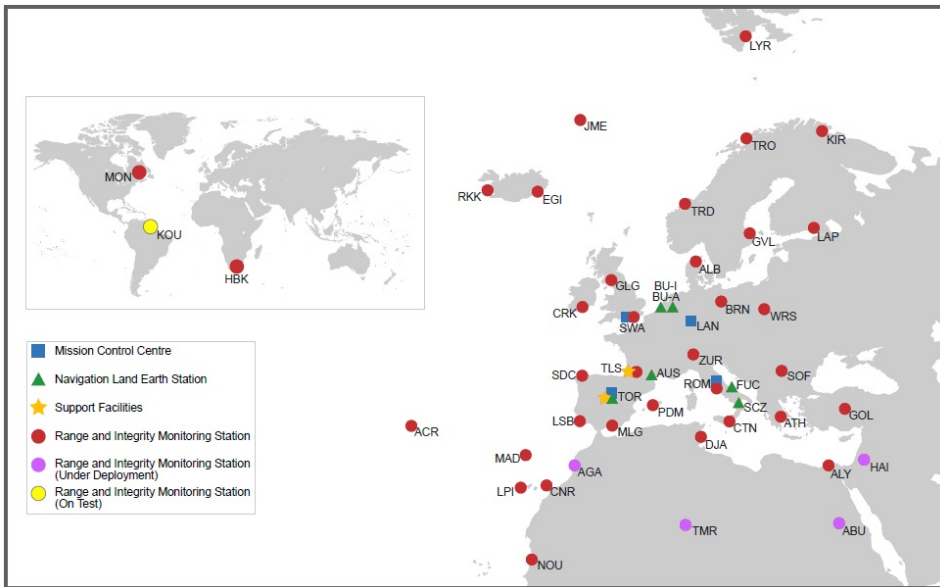 LYR
JME
KIR
TRO
MON
RKK
EGI
TRD
KOU
GVL
LAP
ALB
HBK
GLG
BU-I
BU-A
CRK
BRN
WRS
SWA
LAN
Mission Control Centre
ZUR
TLS
AUS
SDC
SOF
Navigation Land Earth Station
ROM
FUC
TOR
SCZ
Support Facilities
PDM
GOL
LSB
MLG
CTN
ATH
ACR
Range and Integrity Monitoring Station
DJA
MAD
Range and Integrity Monitoring Station
(Under Deployment)
AGA
ALY
HAI
LPI
CNR
Range and Integrity Monitoring Station
(On Test)
TMR
ABU
NOU